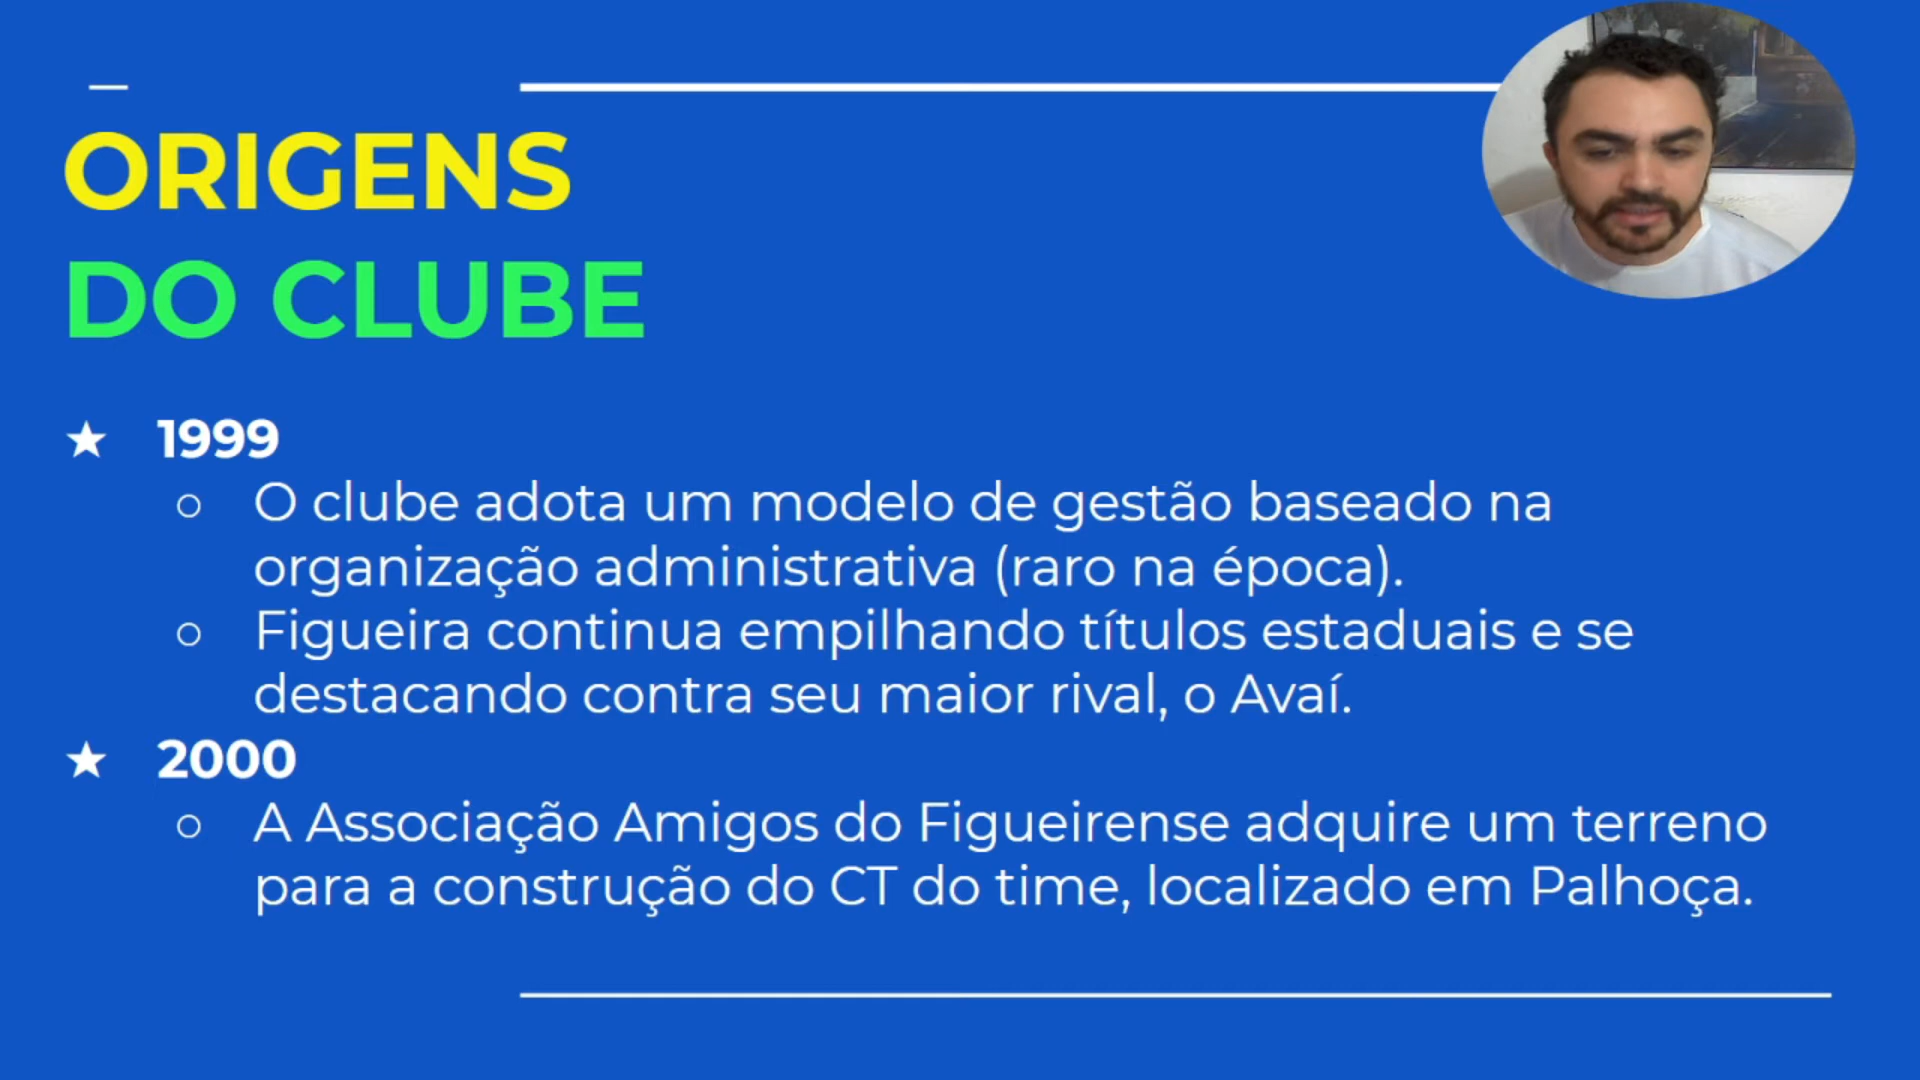 ORIGENS
DO CLUBE
★ 1999
○ O clube adota um modelo de gestão baseado na
organização administrativa (raro na época).
○ Figueira continua empilhando títulos estaduais e se
destacando contra seu maior rival, o Avaí.
★ 2000
○ A Associação Amigos do Figueirense adquire um terreno
para a construção do CT do time, localizado em Palhoça.